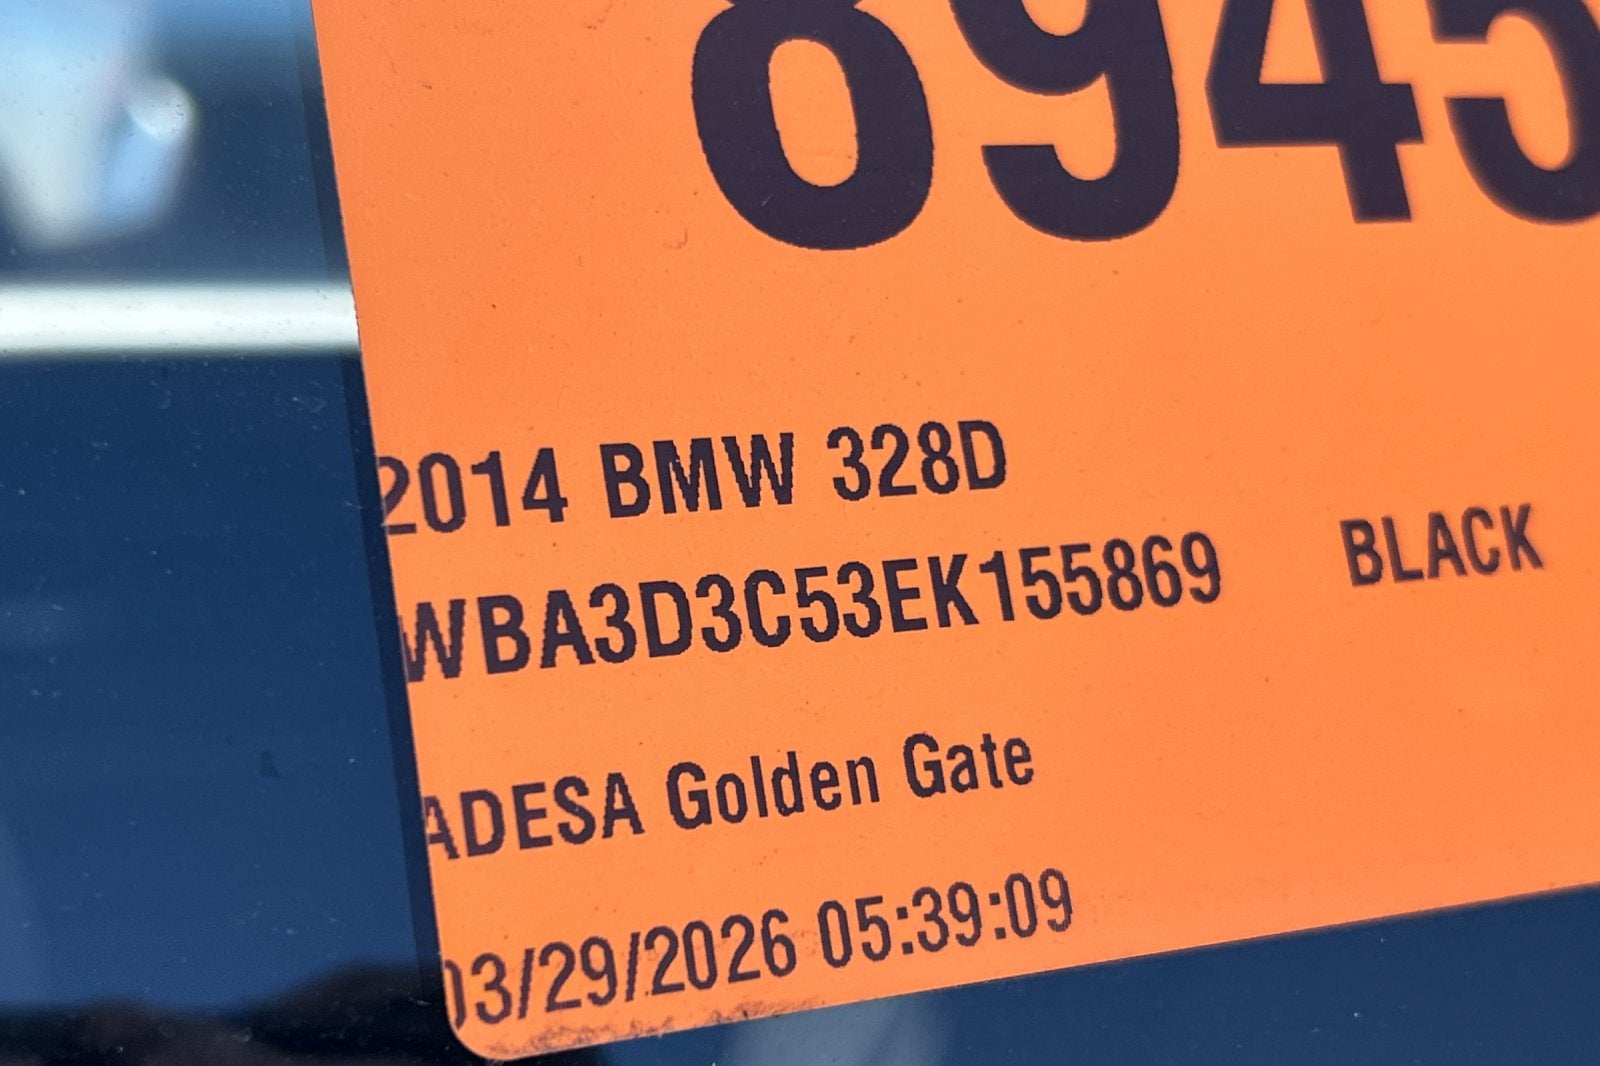 8945
2014 BMW 328D
WBA3D3C53EK155869 BLACK
ADESA Golden Gate
03/29/2026 05:39:09